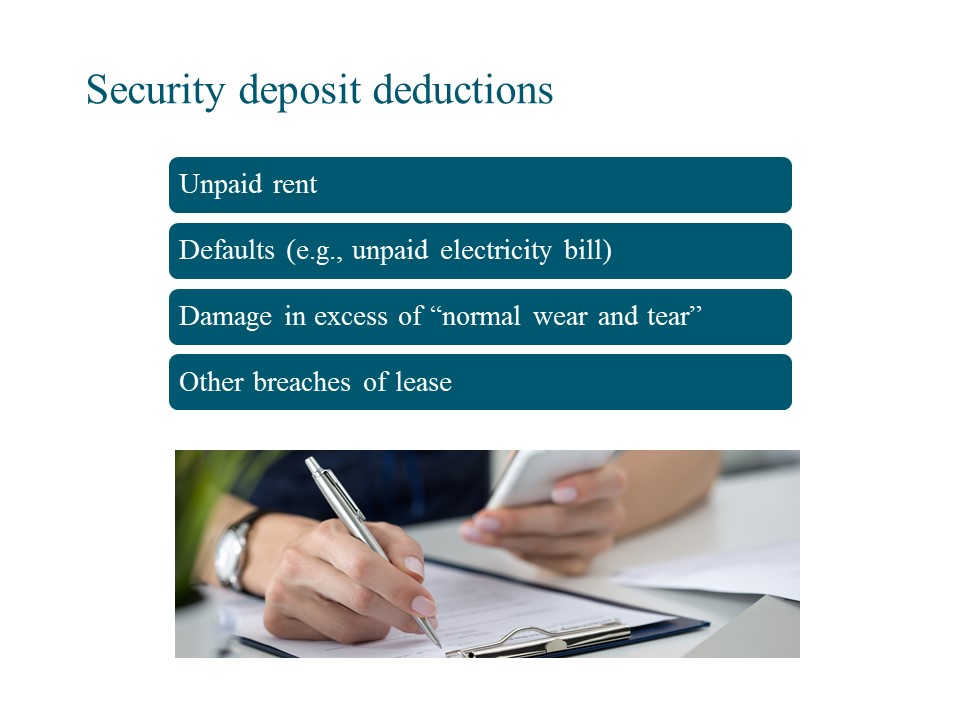 Security deposit deductions
Unpaid rent
Defaults (e.g., unpaid electricity bill)
Damage in excess of “normal wear and tear”
Other breaches of lease